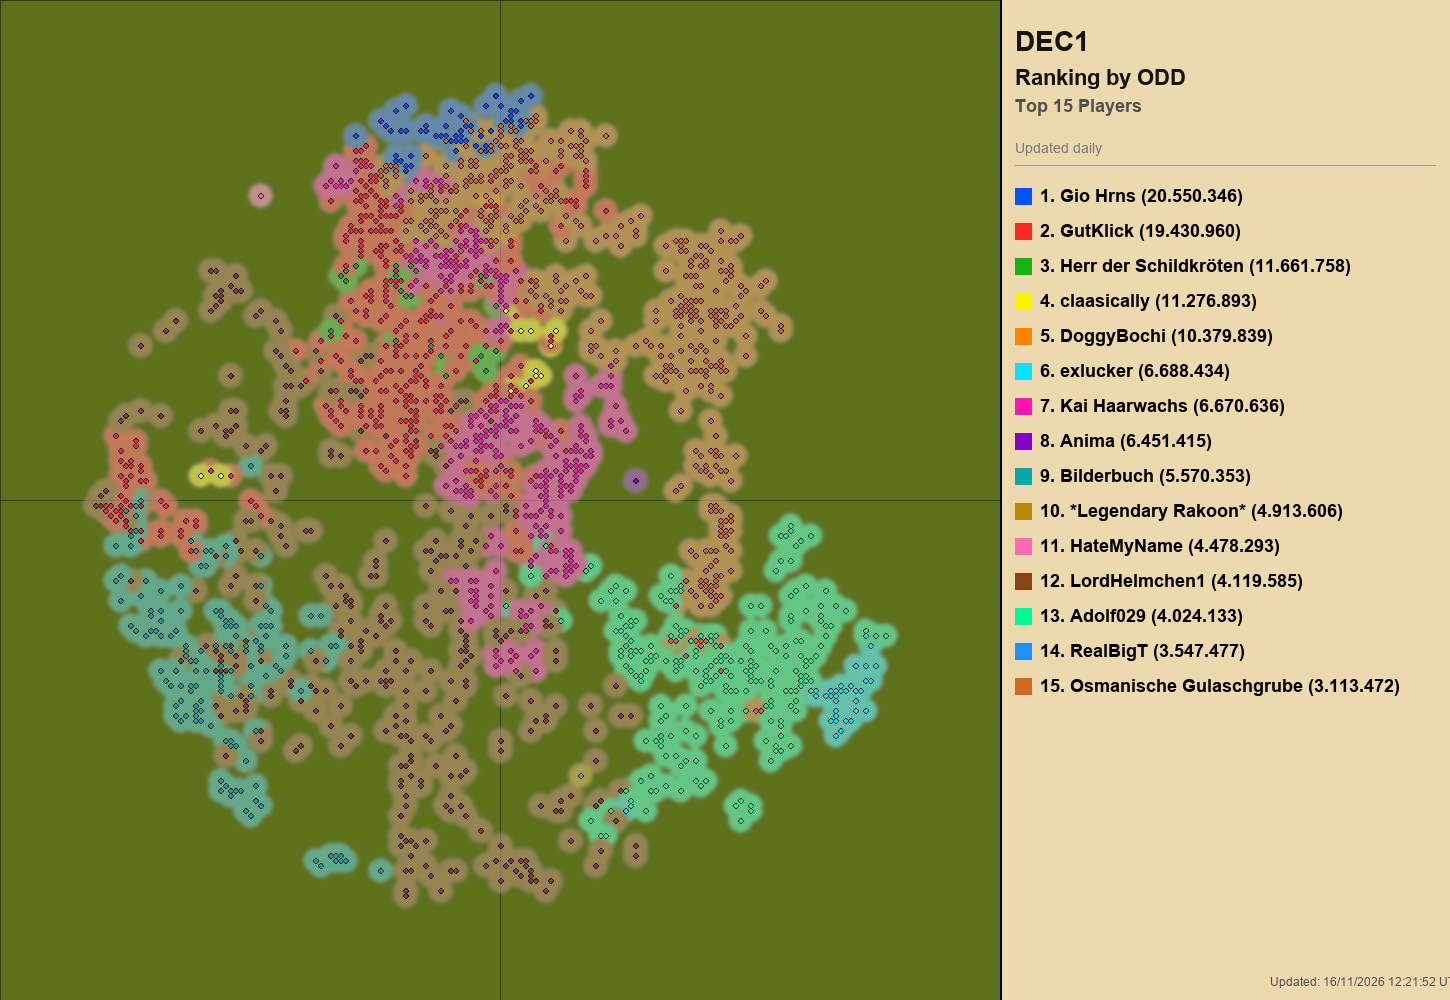 DEC1
Ranking by ODD
Top 15 Players
Updated daily
1. Gio Hrns (20.550.346)
2. GutKlick (19.430.960)
3. Herr der Schildkröten (11.661.758)
4. claasically (11.276.893)
5. DoggyBochi (10.379.839)
6. exlucker (6.688.434)
7. Kai Haarwachs (6.670.636)
8. Anima (6.451.415)
9. Bilderbuch (5.570.353)
10. *Legendary Rakoon* (4.913.606)
11. HateMyName (4.478.293)
12. LordHelmchen1 (4.119.585)
13. Adolf029 (4.024.133)
14. RealBigT (3.547.477)
15. Osmanische Gulaschgrube (3.113.472)
Updated: 16/11/2026 12:21:52